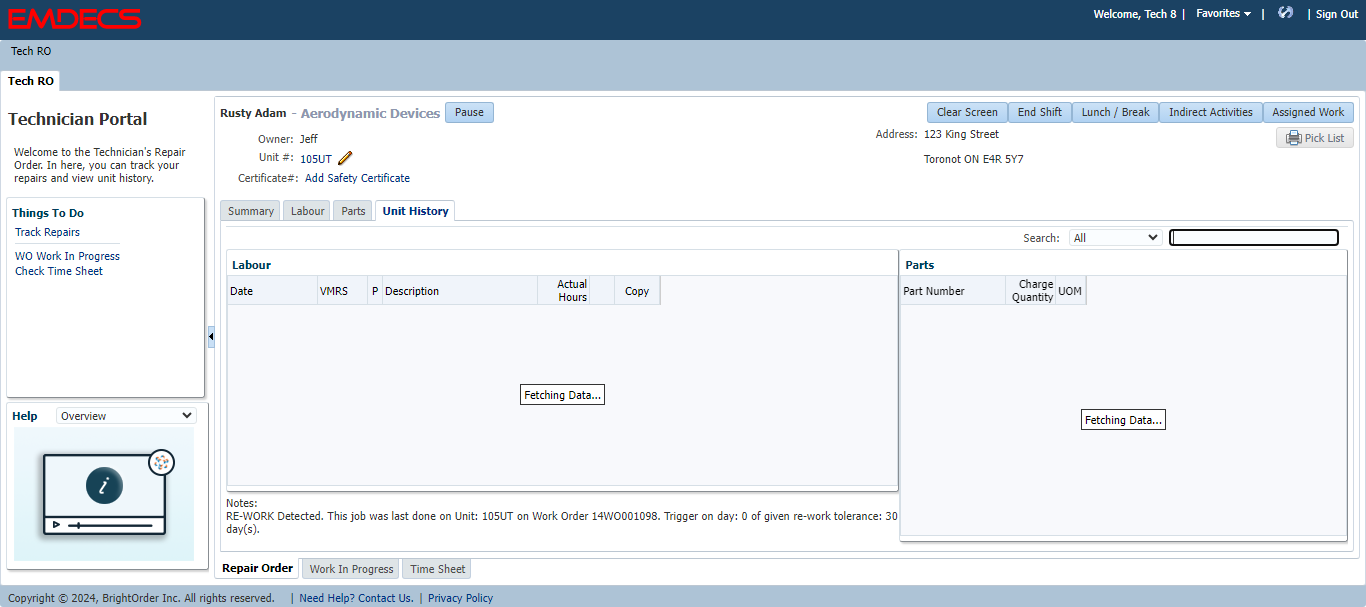 EMDECS
Welcome, Tech 8 | Favorites | | Sign Out
Tech RO
Tech RO
Technician Portal
Welcome to the Technician's Repair
Order. In here, you can track your
repairs and view unit history.
Things To Do
Track Repairs
WO Work In Progress
Check Time Sheet
Help Overview
i
Rusty Adam - Aerodynamic Devices Pause
Clear Screen End Shift Lunch / Break Indirect Activities Assigned Work
Owner: Jeff
Unit #: 105UT
Certificate#: Add Safety Certificate
Address: 123 King Street
Toronot ON E4R 5Y7
Pick List
Summary Labour Parts Unit History
Search: All
Labour
Date VMRS P Description Actual Hours Copy
Fetching Data...
Parts
Part Number Charge Quantity UOM
Fetching Data...
Notes:
RE-WORK Detected. This job was last done on Unit: 105UT on Work Order 14WO001098. Trigger on day: 0 of given re-work tolerance: 30
day(s).
Repair Order Work In Progress Time Sheet
Copyright © 2024, BrightOrder Inc. All rights reserved. | Need Help? Contact Us. | Privacy Policy